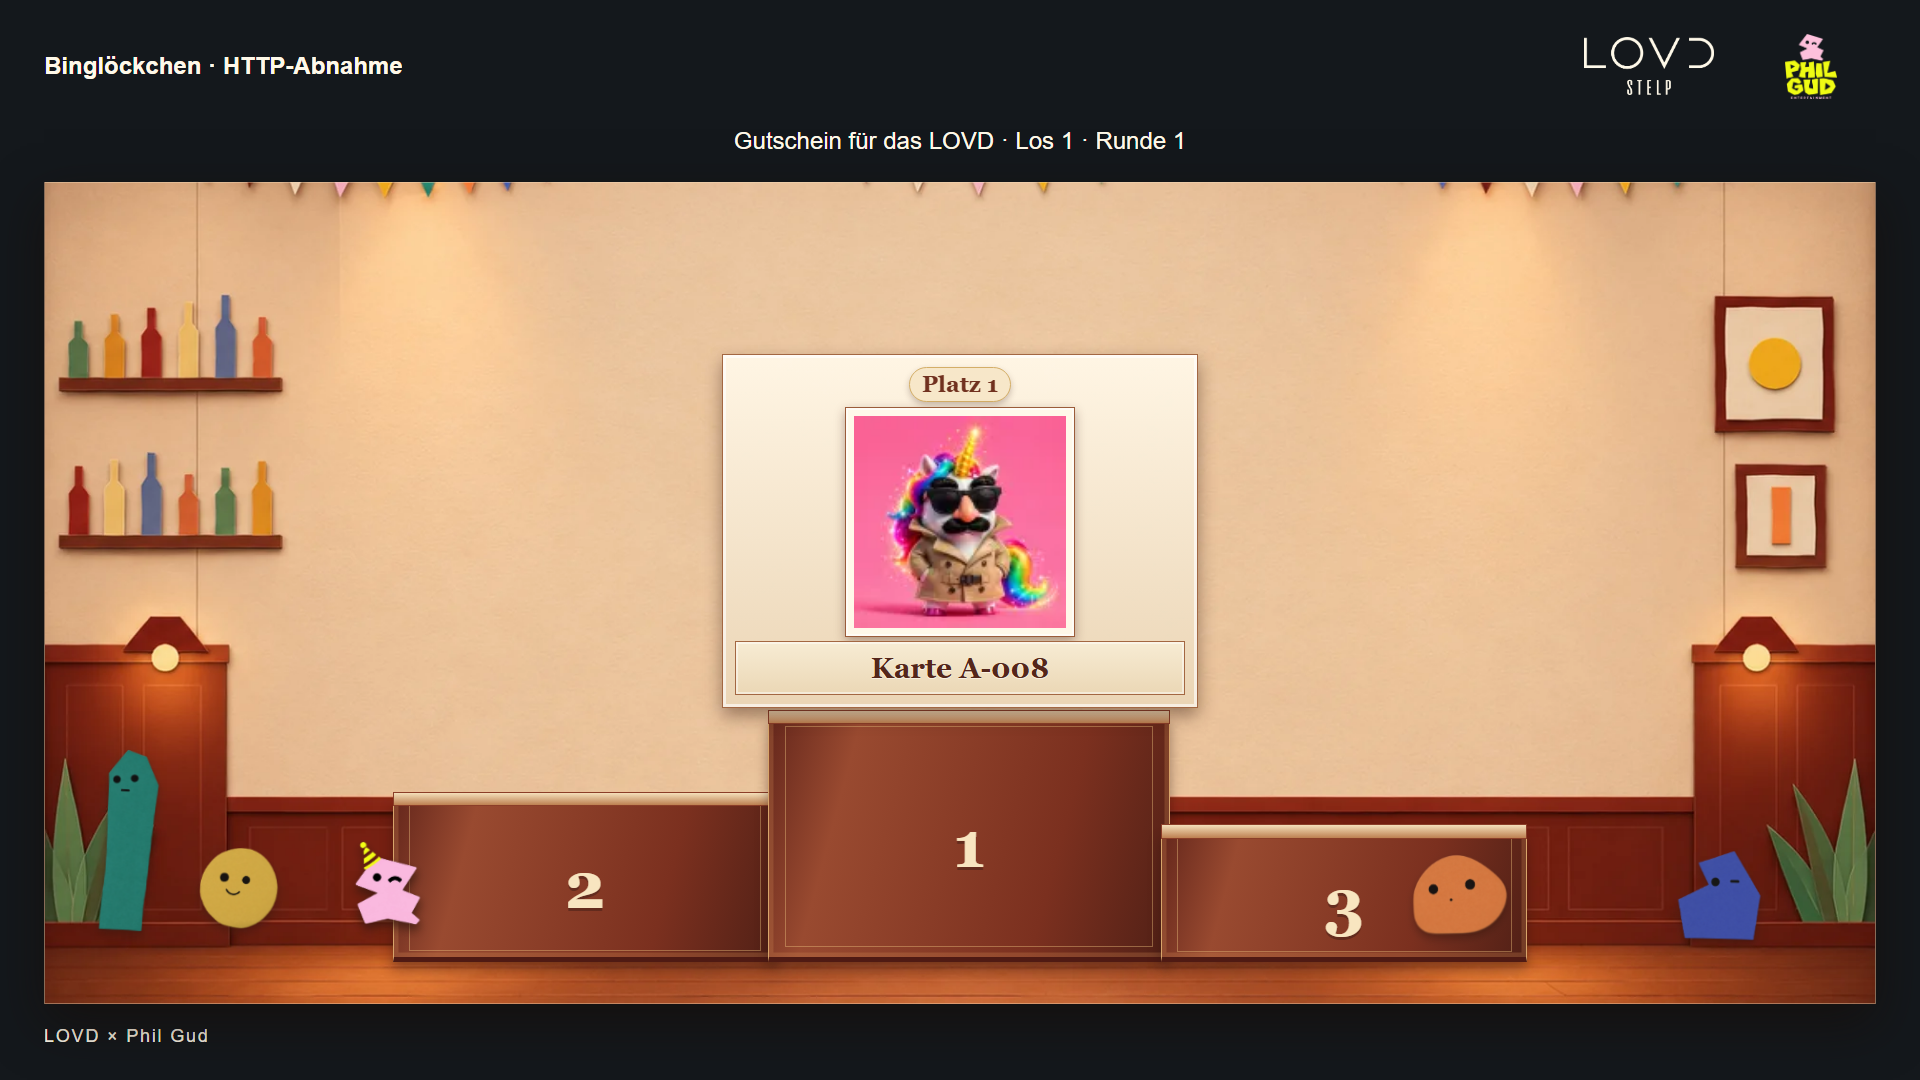 Binglöckchen · HTTP-Abnahme
LOVD
STELP
PHIL
GUD
Gutschein für das LOVD · Los 1 · Runde 1
Platz 1
Karte A-008
1
2
3
LOVD × Phil Gud